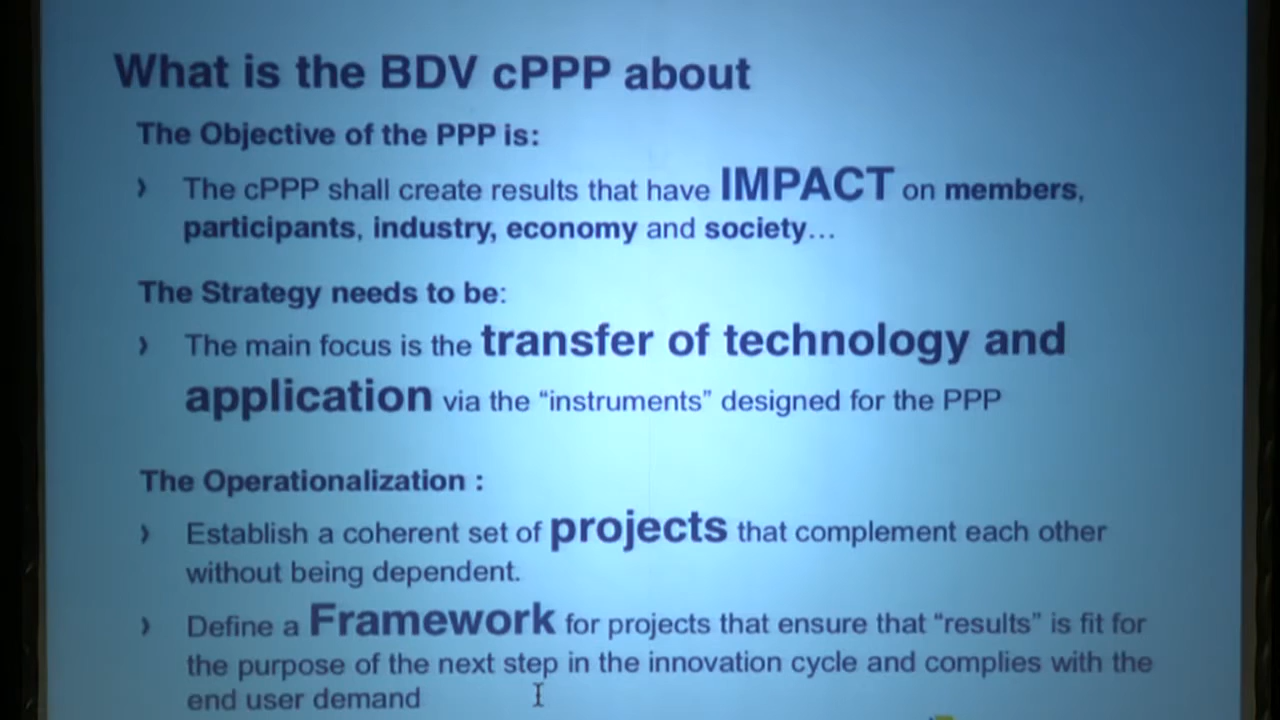 What is the BDV cPPP about
The Objective of the PPP is:
› The cPPP shall create results that have IMPACT on members,
participants, industry, economy and society...
The Strategy needs to be:
› The main focus is the transfer of technology and
application via the “instruments” designed for the PPP
The Operationalization :
› Establish a coherent set of projects that complement each other
without being dependent.
› Define a Framework for projects that ensure that “results” is fit for
the purpose of the next step in the innovation cycle and complies with the
end user demand